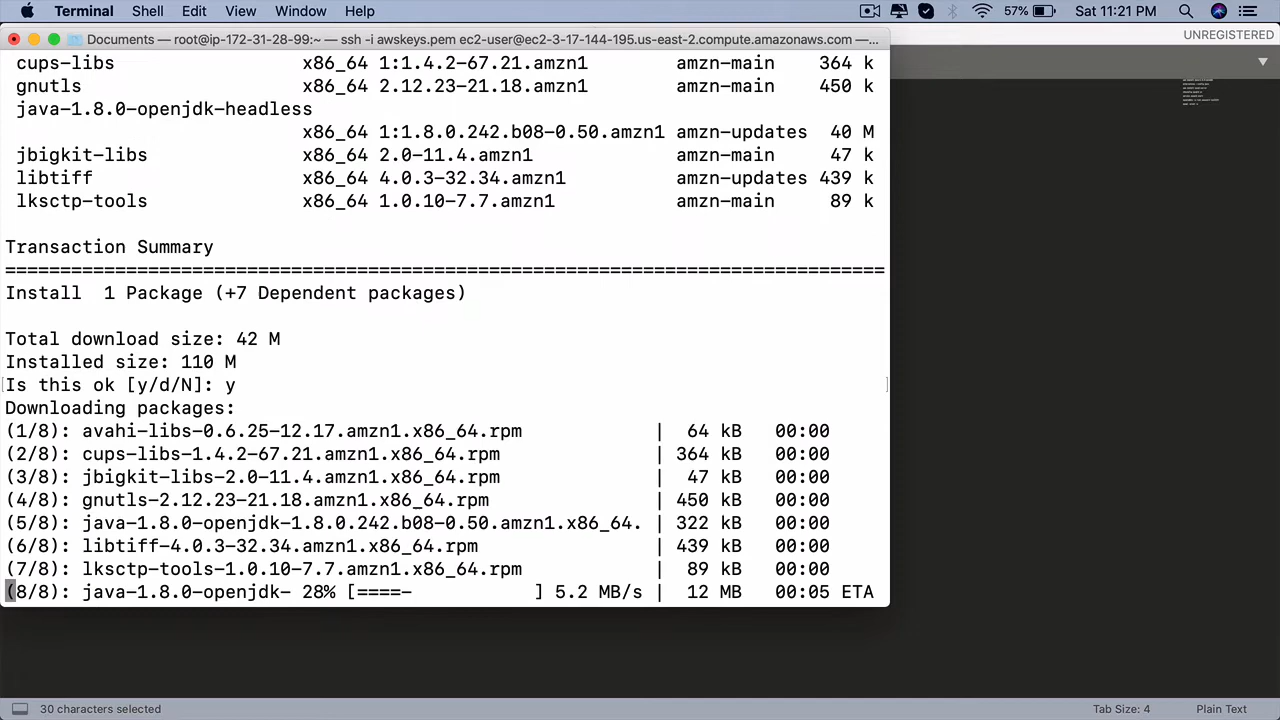 Terminal Shell Edit View Window Help 57% Sat 11:21 PM
Documents — root@ip-172-31-28-99:~ — ssh -i awskeys.pem ec2-user@ec2-3-17-144-195.us-east-2.compute.amazonaws.com —...
UNREGISTERED
cups-libs x86_64 1:1.4.2-67.21.amzn1 amzn-main 364 k
gnutls x86_64 2.12.23-21.18.amzn1 amzn-main 450 k
java-1.8.0-openjdk-headless
x86_64 1:1.8.0.242.b08-0.50.amzn1 amzn-updates 40 M
jbigkit-libs x86_64 2.0-11.4.amzn1 amzn-main 47 k
libtiff x86_64 4.0.3-32.34.amzn1 amzn-updates 439 k
lksctp-tools x86_64 1.0.10-7.7.amzn1 amzn-main 89 k
Transaction Summary
================================================================================
Install 1 Package (+7 Dependent packages)
Total download size: 42 M
Installed size: 110 M
Is this ok [y/d/N]: y
Downloading packages:
(1/8): avahi-libs-0.6.25-12.17.amzn1.x86_64.rpm | 64 kB 00:00
(2/8): cups-libs-1.4.2-67.21.amzn1.x86_64.rpm | 364 kB 00:00
(3/8): jbigkit-libs-2.0-11.4.amzn1.x86_64.rpm | 47 kB 00:00
(4/8): gnutls-2.12.23-21.18.amzn1.x86_64.rpm | 450 kB 00:00
(5/8): java-1.8.0-openjdk-1.8.0.242.b08-0.50.amzn1.x86_64. | 322 kB 00:00
(6/8): libtiff-4.0.3-32.34.amzn1.x86_64.rpm | 439 kB 00:00
(7/8): lksctp-tools-1.0.10-7.7.amzn1.x86_64.rpm | 89 kB 00:00
(8/8): java-1.8.0-openjdk- 28% [====- ] 5.2 MB/s | 12 MB 00:05 ETA
30 characters selected Tab Size: 4 Plain Text